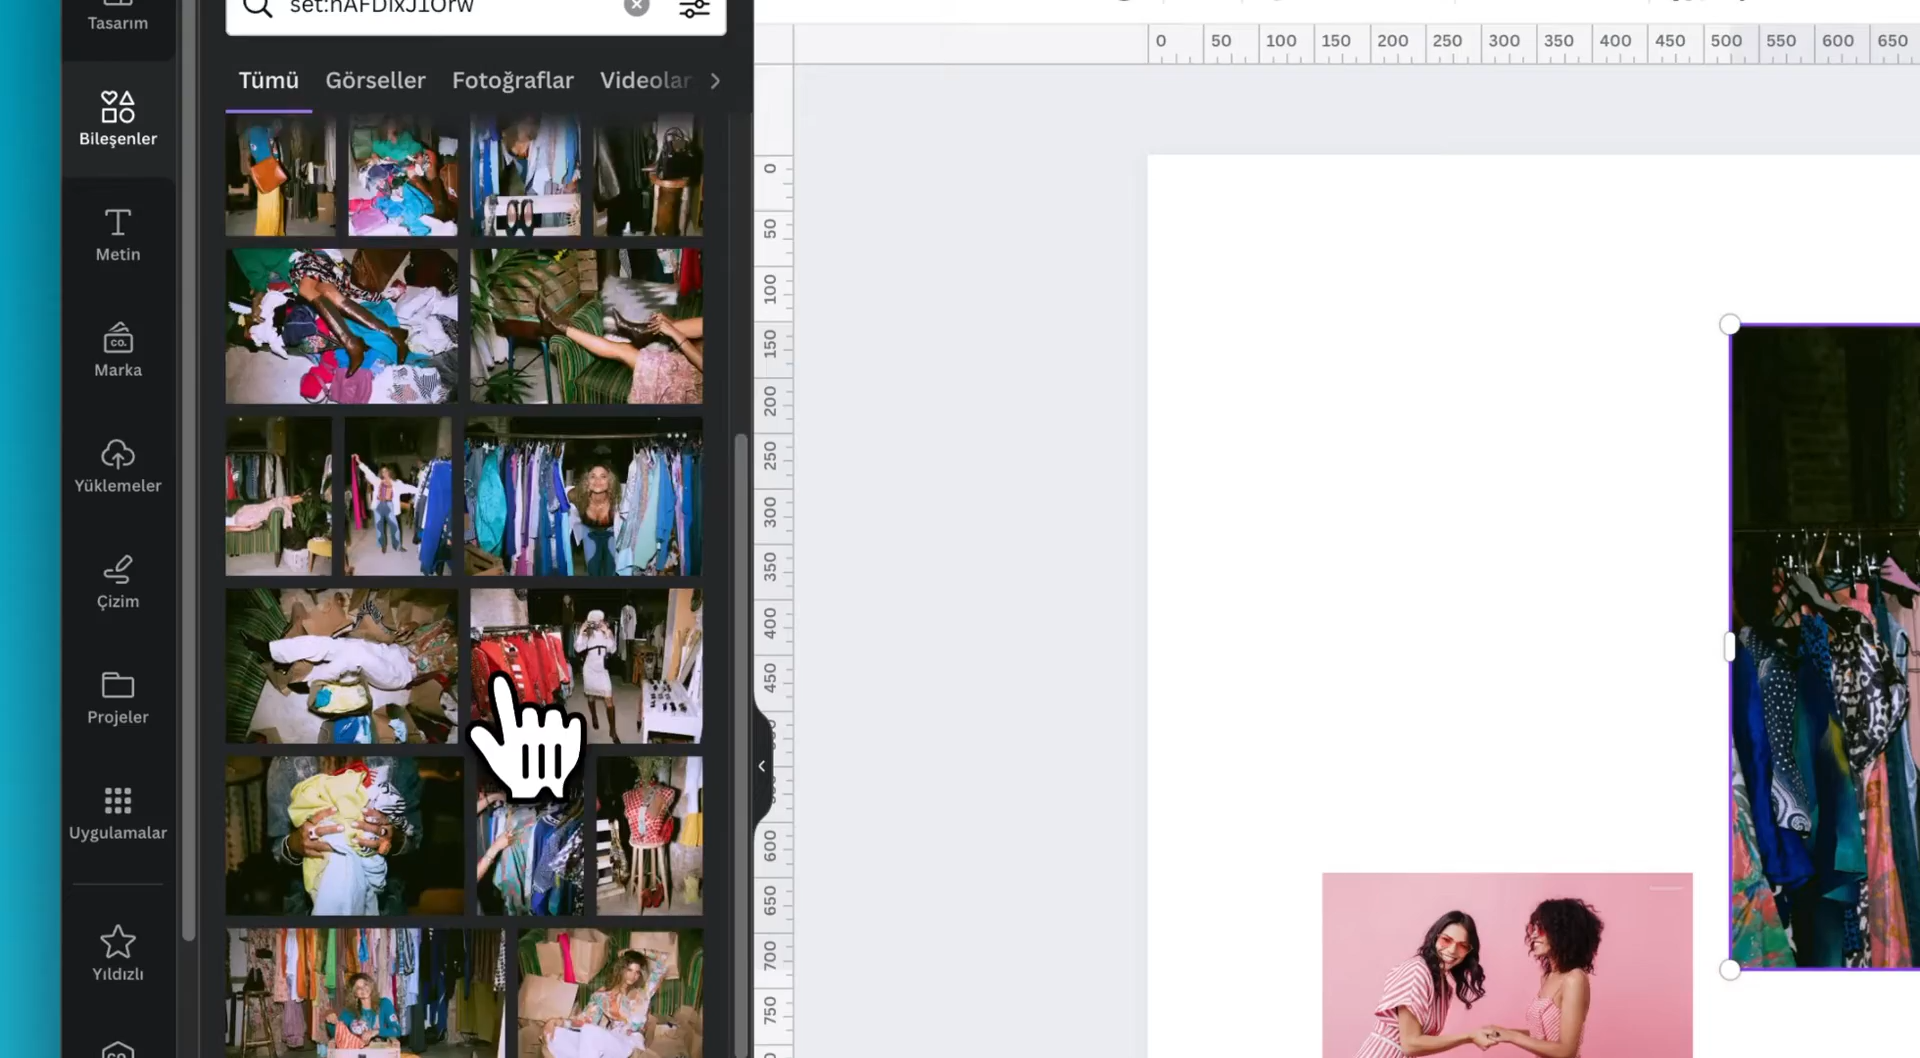 Tasarım
Bileşenler
Metin
Marka
CO.
Yüklemeler
Çizim
Projeler
Uygulamalar
Yıldızlı
Tümü Görseller Fotoğraflar Videolar
0 50 100 150 200 250 300 350 400 450 500 550 600 650
0
50
100
150
200
250
300
350
400
450
600
650
700
750